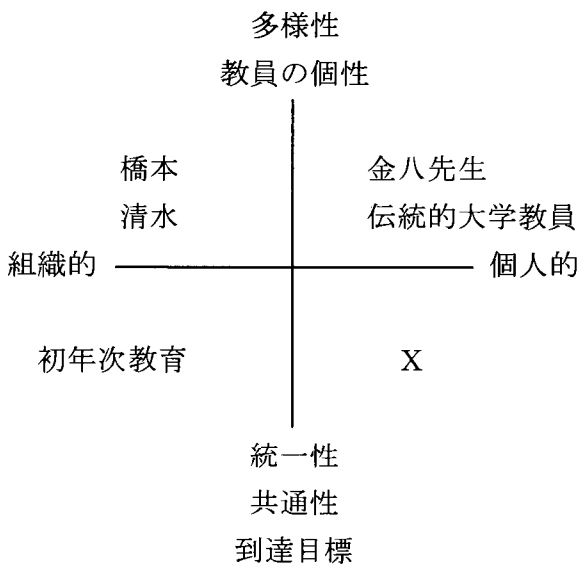 多様性
教員の個性
橋本
金八先生
清水
伝統的大学教員
組織的
個人的
初年次教育
X
統一性
共通性
到達目標